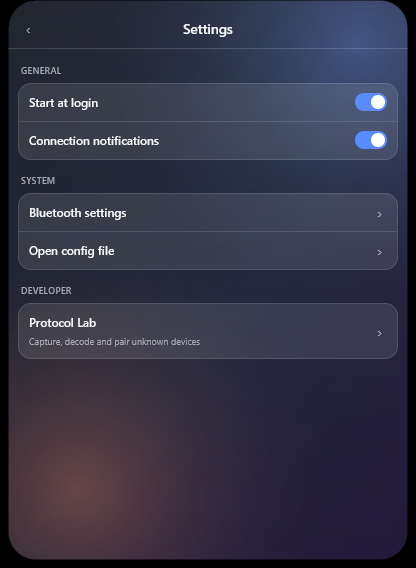 Settings
GENERAL
Start at login
Connection notifications
SYSTEM
Bluetooth settings
Open config file
DEVELOPER
Protocol Lab
Capture, decode and pair unknown devices